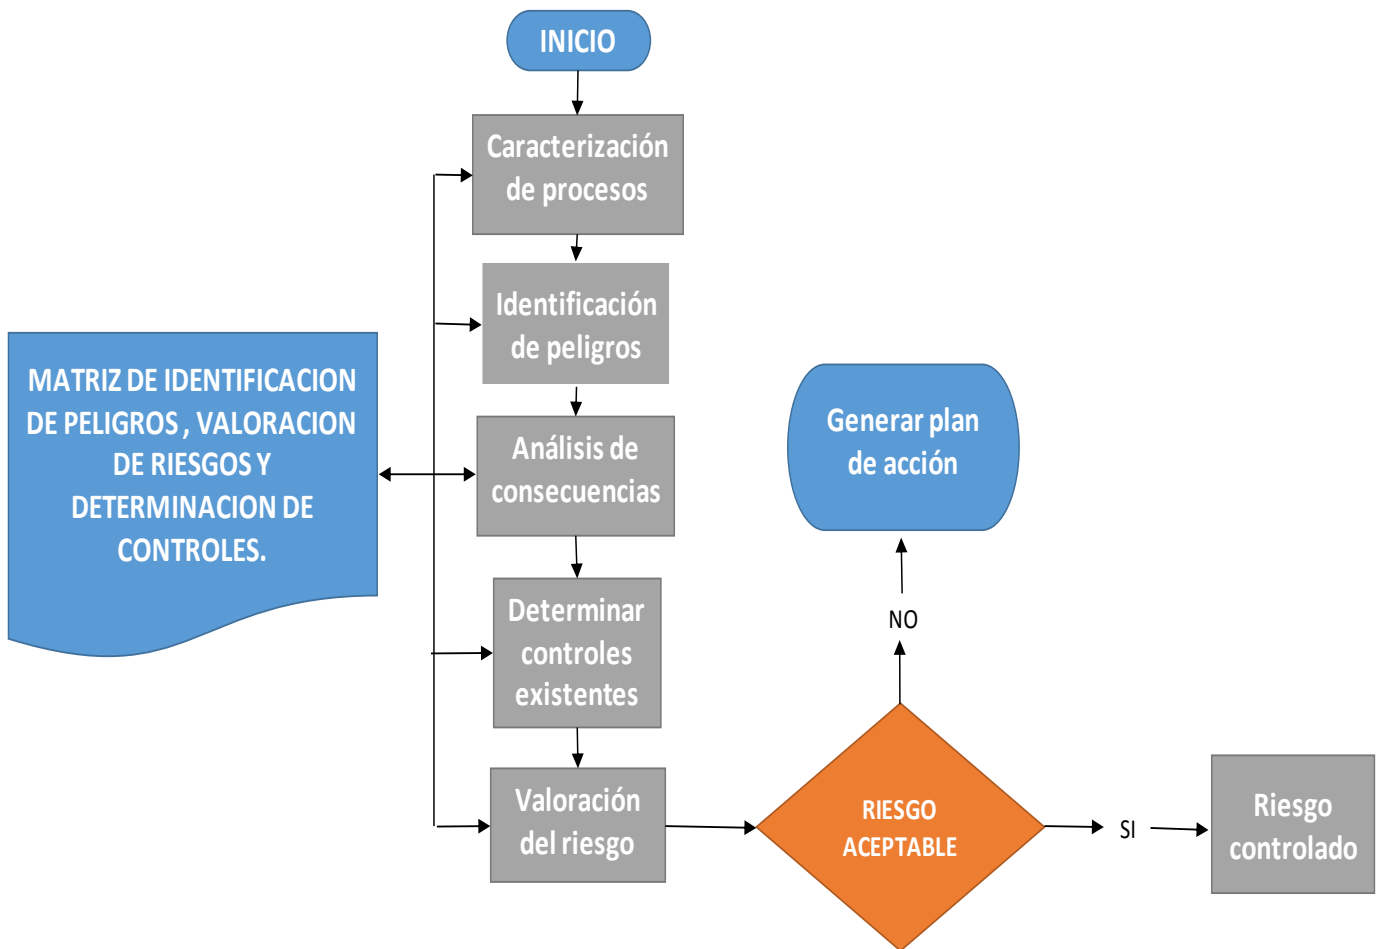 INICIO
Caracterización
de procesos
Identificación
de peligros
MATRIZ DE IDENTIFICACION
DE PELIGROS , VALORACION
DE RIESGOS Y
DETERMINACION DE
CONTROLES.
Análisis de
consecuencias
Determinar
controles
existentes
Valoración
del riesgo
RIESGO
ACEPTABLE
NO
Generar plan
de acción
SI
Riesgo
controlado